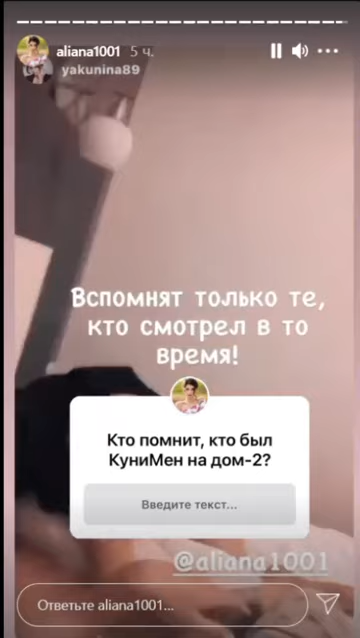 aliana1001 5 ч.
yakunina89
Вспомнят только те,
кто смотрел в то
время!
Кто помнит, кто был
КуниМен на дом-2?
Введите текст...
@aliana1001
Ответьте aliana1001...